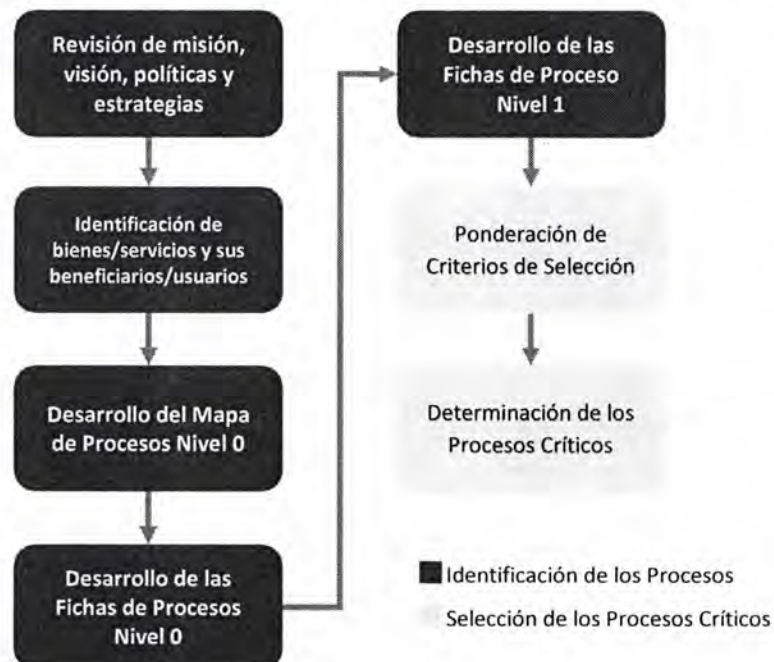 Revisión de misión,
visión, políticas y
estrategias
Identificación de
bienes/servicios y sus
beneficiarios/usuarios
Desarrollo del Mapa
de Procesos Nivel 0
Desarrollo de las
Fichas de Procesos
Nivel 0
Desarrollo de las
Fichas de Proceso
Nivel 1
Ponderación de
Criterios de Selección
Determinación de los
Procesos Críticos
Identificación de los Procesos
Selección de los Procesos Críticos